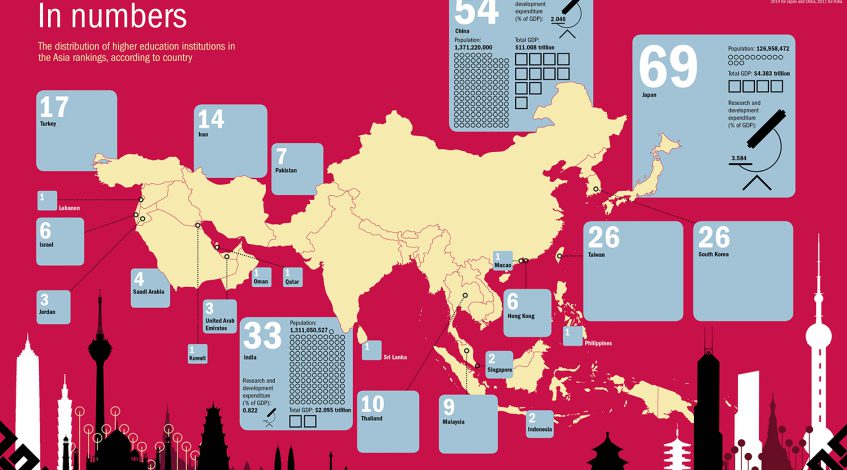 In numbers
The distribution of higher education institutions in
the Asia rankings, according to country
2014 for Japan and China, 2011 for India.
54
China
Population:
1,371,220,000
development
expenditure
(% of GDP):
2.046
Total GDP:
$11.008 trillion
69
Japan
Population: 126,958,472
Total GDP: $4.383 trillion
Research and
development
expenditure
(% of GDP):
3.584
17
Turkey
14
Iran
7
Pakistan
1
Lebanon
6
Israel
3
Jordan
4
Saudi Arabia
1
Oman
1
Qatar
3
United Arab
Emirates
1
Kuwait
33
India
Population:
1,311,050,527
Research and
development
expenditure
(% of GDP):
0.822
Total GDP: $2.095 trillion
1
Sri Lanka
1
Macao
6
Hong Kong
26
Taiwan
26
South Korea
1
Philippines
2
Singapore
10
Thailand
9
Malaysia
2
Indonesia